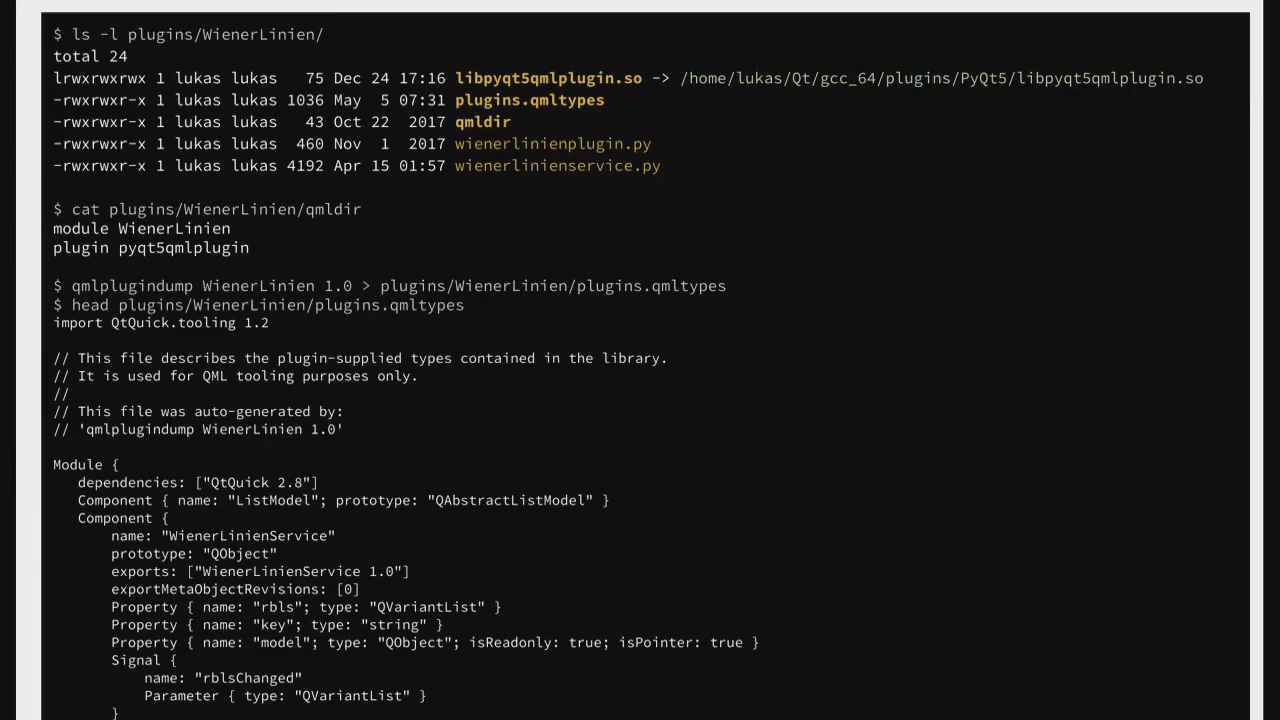 $ ls -l plugins/WienerLinien/
total 24
lrwxrwxrwx 1 lukas lukas   75 Dec 24 17:16 libpyqt5qmlplugin.so -> /home/lukas/Qt/gcc_64/plugins/PyQt5/libpyqt5qmlplugin.so
-rwxrwxr-x 1 lukas lukas 1036 May  5 07:31 plugins.qmltypes
-rwxrwxr-x 1 lukas lukas   43 Oct 22  2017 qmldir
-rwxrwxr-x 1 lukas lukas  460 Nov  1  2017 wienerlinienplugin.py
-rwxrwxr-x 1 lukas lukas 4192 Apr 15 01:57 wienerlinienservice.py
$ cat plugins/WienerLinien/qmldir
module WienerLinien
plugin pyqt5qmlplugin
$ qmlplugindump WienerLinien 1.0 > plugins/WienerLinien/plugins.qmltypes
$ head plugins/WienerLinien/plugins.qmltypes
import QtQuick.tooling 1.2
// This file describes the plugin-supplied types contained in the library.
// It is used for QML tooling purposes only.
//
// This file was auto-generated by:
// 'qmlplugindump WienerLinien 1.0'
Module {
   dependencies: ["QtQuick 2.8"]
   Component { name: "ListModel"; prototype: "QAbstractListModel" }
   Component {
       name: "WienerLinienService"
       prototype: "QObject"
       exports: ["WienerLinienService 1.0"]
       exportMetaObjectRevisions: [0]
       Property { name: "rbls"; type: "QVariantList" }
       Property { name: "key"; type: "string" }
       Property { name: "model"; type: "QObject"; isReadonly: true; isPointer: true }
       Signal {
           name: "rblsChanged"
           Parameter { type: "QVariantList" }
       }